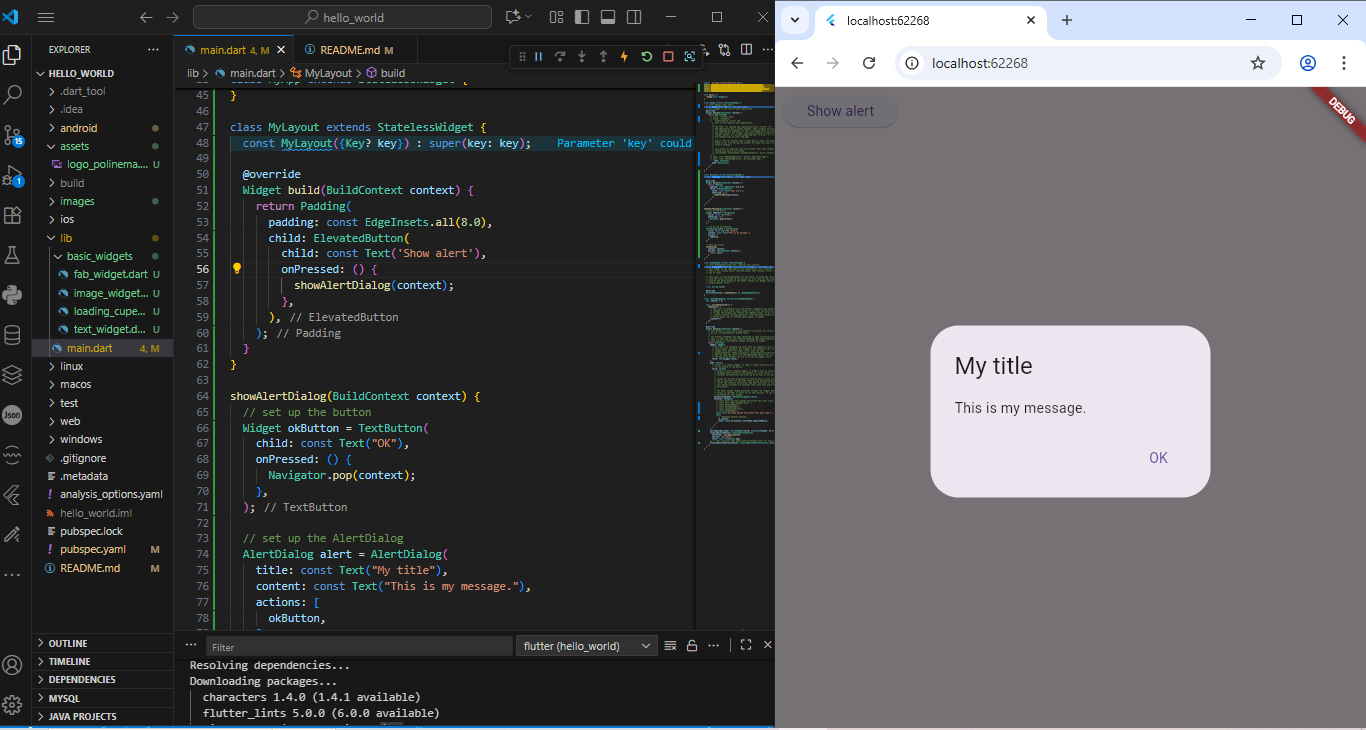 hello_world
EXPLORER
HELLO_WORLD
.dart_tool
.idea
android
assets
logo_polinema.... U
build
images
ios
lib
basic_widgets
fab_widget.dart U
image_widget... U
loading_cupe... U
text_widget.d... U
main.dart 4, M
linux
macos
test
web
windows
.gitignore
.metadata
analysis_options.yaml
hello_world.iml
pubspec.lock
pubspec.yaml M
README.md M
OUTLINE
TIMELINE
DEPENDENCIES
MYSQL
JAVA PROJECTS
15
1
Json
main.dart 4, M
README.md M
lib > main.dart > MyLayout > build
45 }
46
47 class MyLayout extends StatelessWidget {
48 const MyLayout({Key? key}) : super(key: key); Parameter 'key' could
49
50 @override
51 Widget build(BuildContext context) {
52 return Padding(
53 padding: const EdgeInsets.all(8.0),
54 child: ElevatedButton(
55 child: const Text('Show alert'),
56 onPressed: () {
57 showAlertDialog(context);
58 },
59 ), // ElevatedButton
60 ); // Padding
61 }
62 }
63
64 showAlertDialog(BuildContext context) {
65 // set up the button
66 Widget okButton = TextButton(
67 child: const Text("OK"),
68 onPressed: () {
69 Navigator.pop(context);
70 },
71 ); // TextButton
72
73 // set up the AlertDialog
74 AlertDialog alert = AlertDialog(
75 title: const Text("My title"),
76 content: const Text("This is my message."),
77 actions: [
78 okButton,
Filter
flutter (hello_world)
Resolving dependencies...
Downloading packages...
characters 1.4.0 (1.4.1 available)
flutter_lints 5.0.0 (6.0.0 available)
localhost:62268
localhost:62268
Show alert
DEBUG
My title
This is my message.
OK